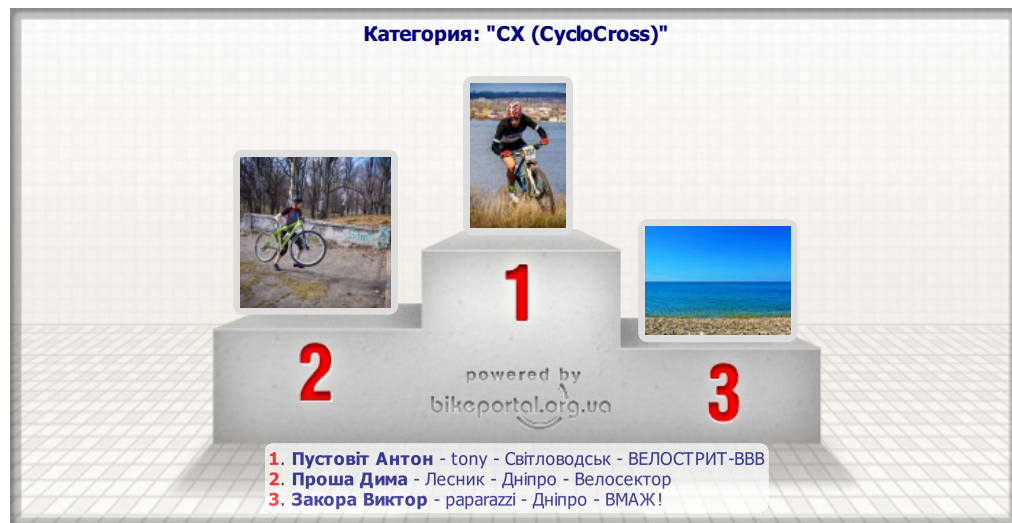 Категория: "CX (CycloCross)"
1
2
3
powered by
bikeportal.org.ua
1. Пустовіт Антон - tony - Світловодськ - ВЕЛОСТРИТ-BBB
2. Проша Дима - Лесник - Дніпро - Велосектор
3. Закора Виктор - paparazzi - Дніпро - ВМАЖ!